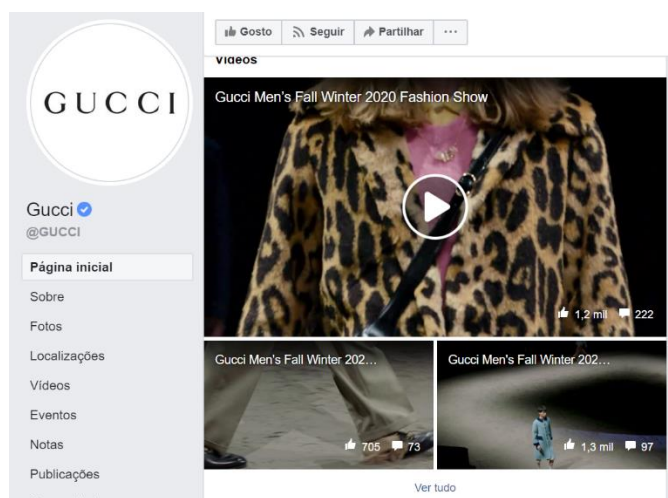 GUCCI
Gucci
@GUCCI
Página inicial
Sobre
Fotos
Localizações
Vídeos
Eventos
Notas
Publicações
Gosto Seguir Partilhar ...
Vídeos
Gucci Men's Fall Winter 2020 Fashion Show
1,2 mil 222
Gucci Men's Fall Winter 202...
705 73
Gucci Men's Fall Winter 202...
1,3 mil 97
Ver tudo